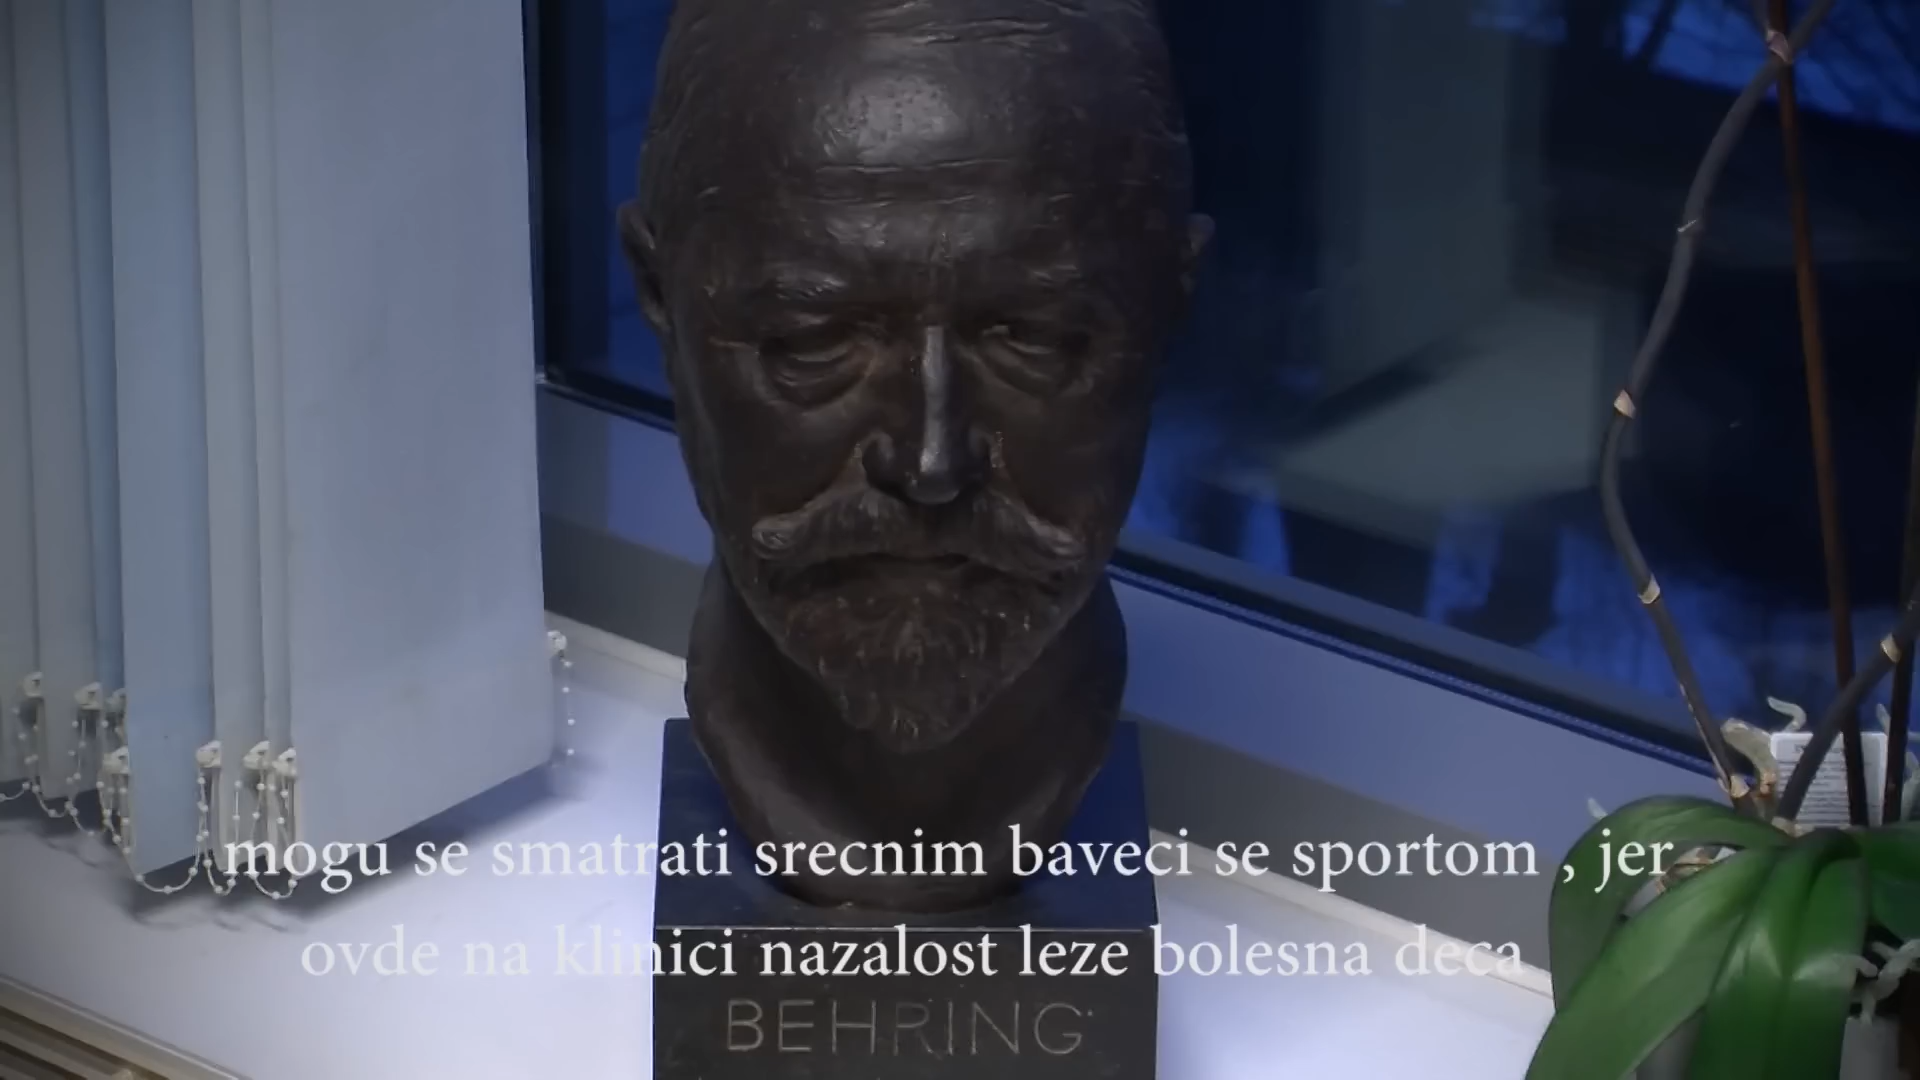 mogu se smatrati srecnim baveci se sportom , jer
ovde na klinici nazalost leze bolesna deca
BEHRING